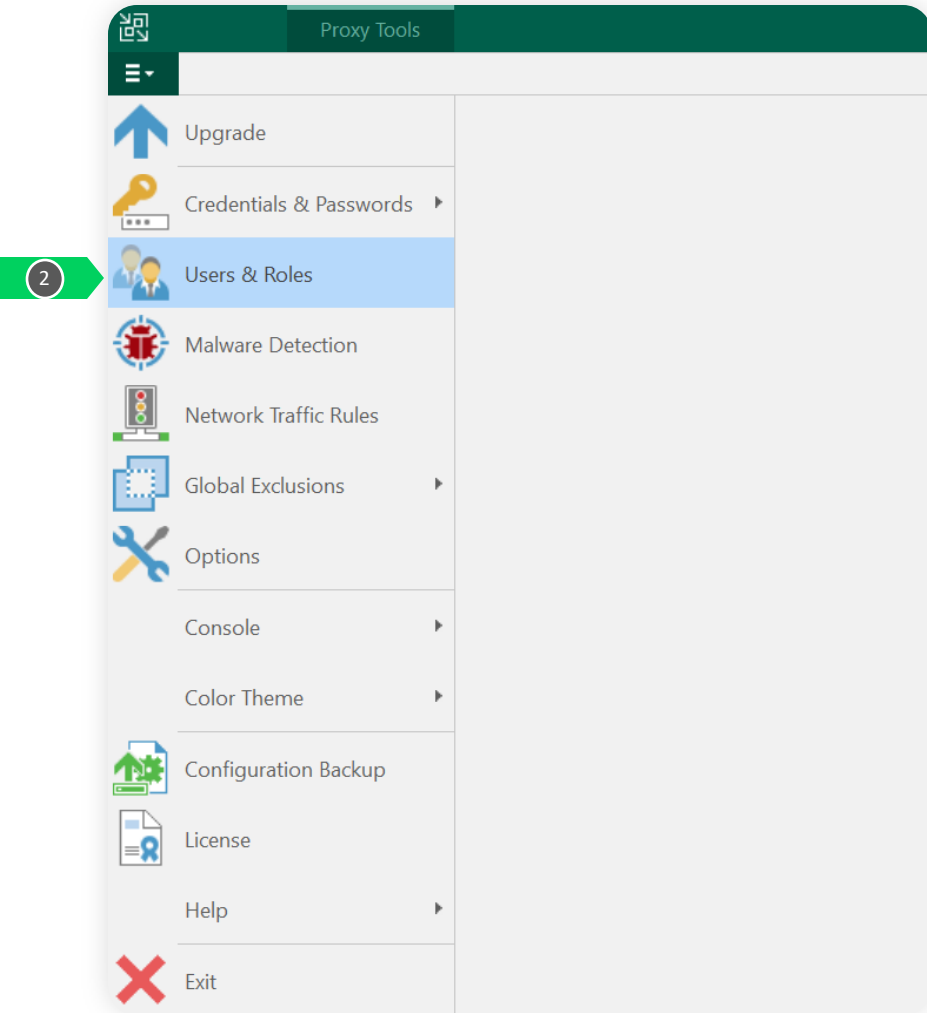 Proxy Tools
Upgrade
Credentials & Passwords
2
Users & Roles
Malware Detection
Network Traffic Rules
Global Exclusions
Options
Console
Color Theme
Configuration Backup
License
Help
Exit